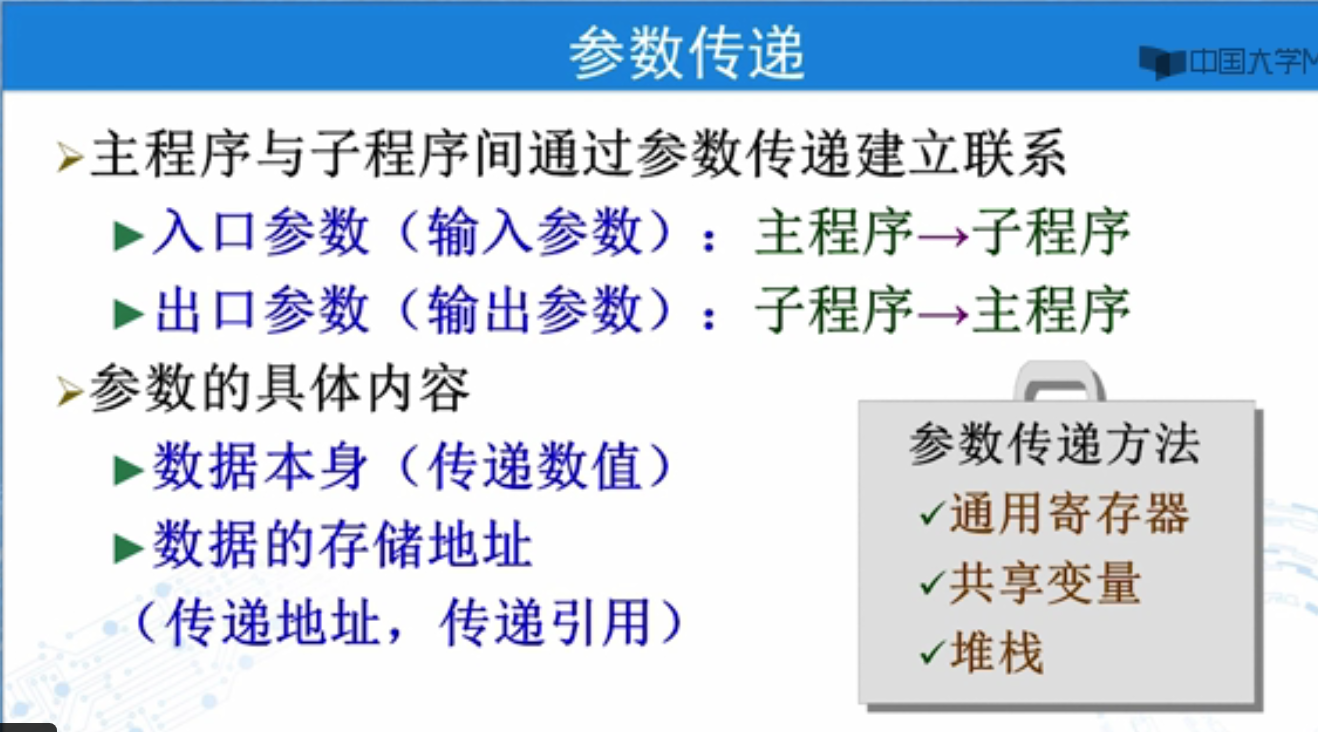 参数传递
中国大学M
主程序与子程序间通过参数传递建立联系
入口参数（输入参数）：主程序→子程序
出口参数（输出参数）：子程序→主程序
参数的具体内容
数据本身（传递数值）
数据的存储地址
（传递地址，传递引用）
参数传递方法
✓通用寄存器
✓共享变量
✓堆栈